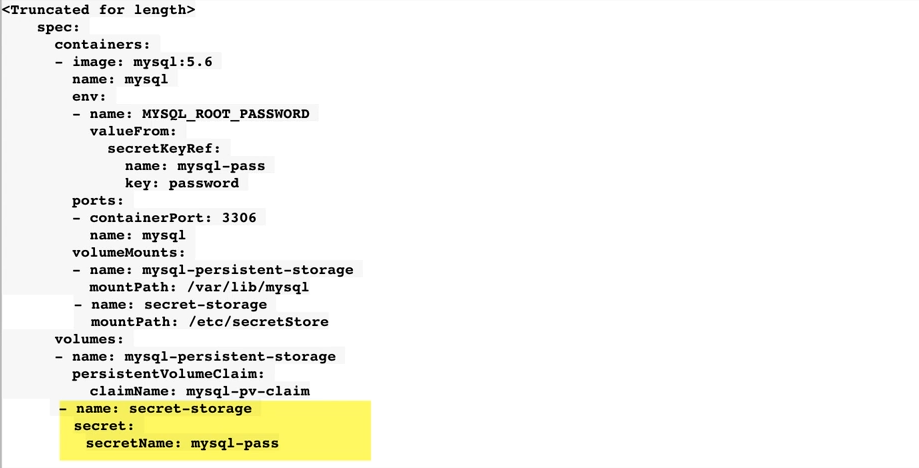 <Truncated for length>
spec:
containers:
- image: mysql:5.6
name: mysql
env:
- name: MYSQL_ROOT_PASSWORD
valueFrom:
secretKeyRef:
name: mysql-pass
key: password
ports:
- containerPort: 3306
name: mysql
volumeMounts:
- name: mysql-persistent-storage
mountPath: /var/lib/mysql
- name: secret-storage
mountPath: /etc/secretStore
volumes:
- name: mysql-persistent-storage
persistentVolumeClaim:
claimName: mysql-pv-claim
- name: secret-storage
secret:
secretName: mysql-pass